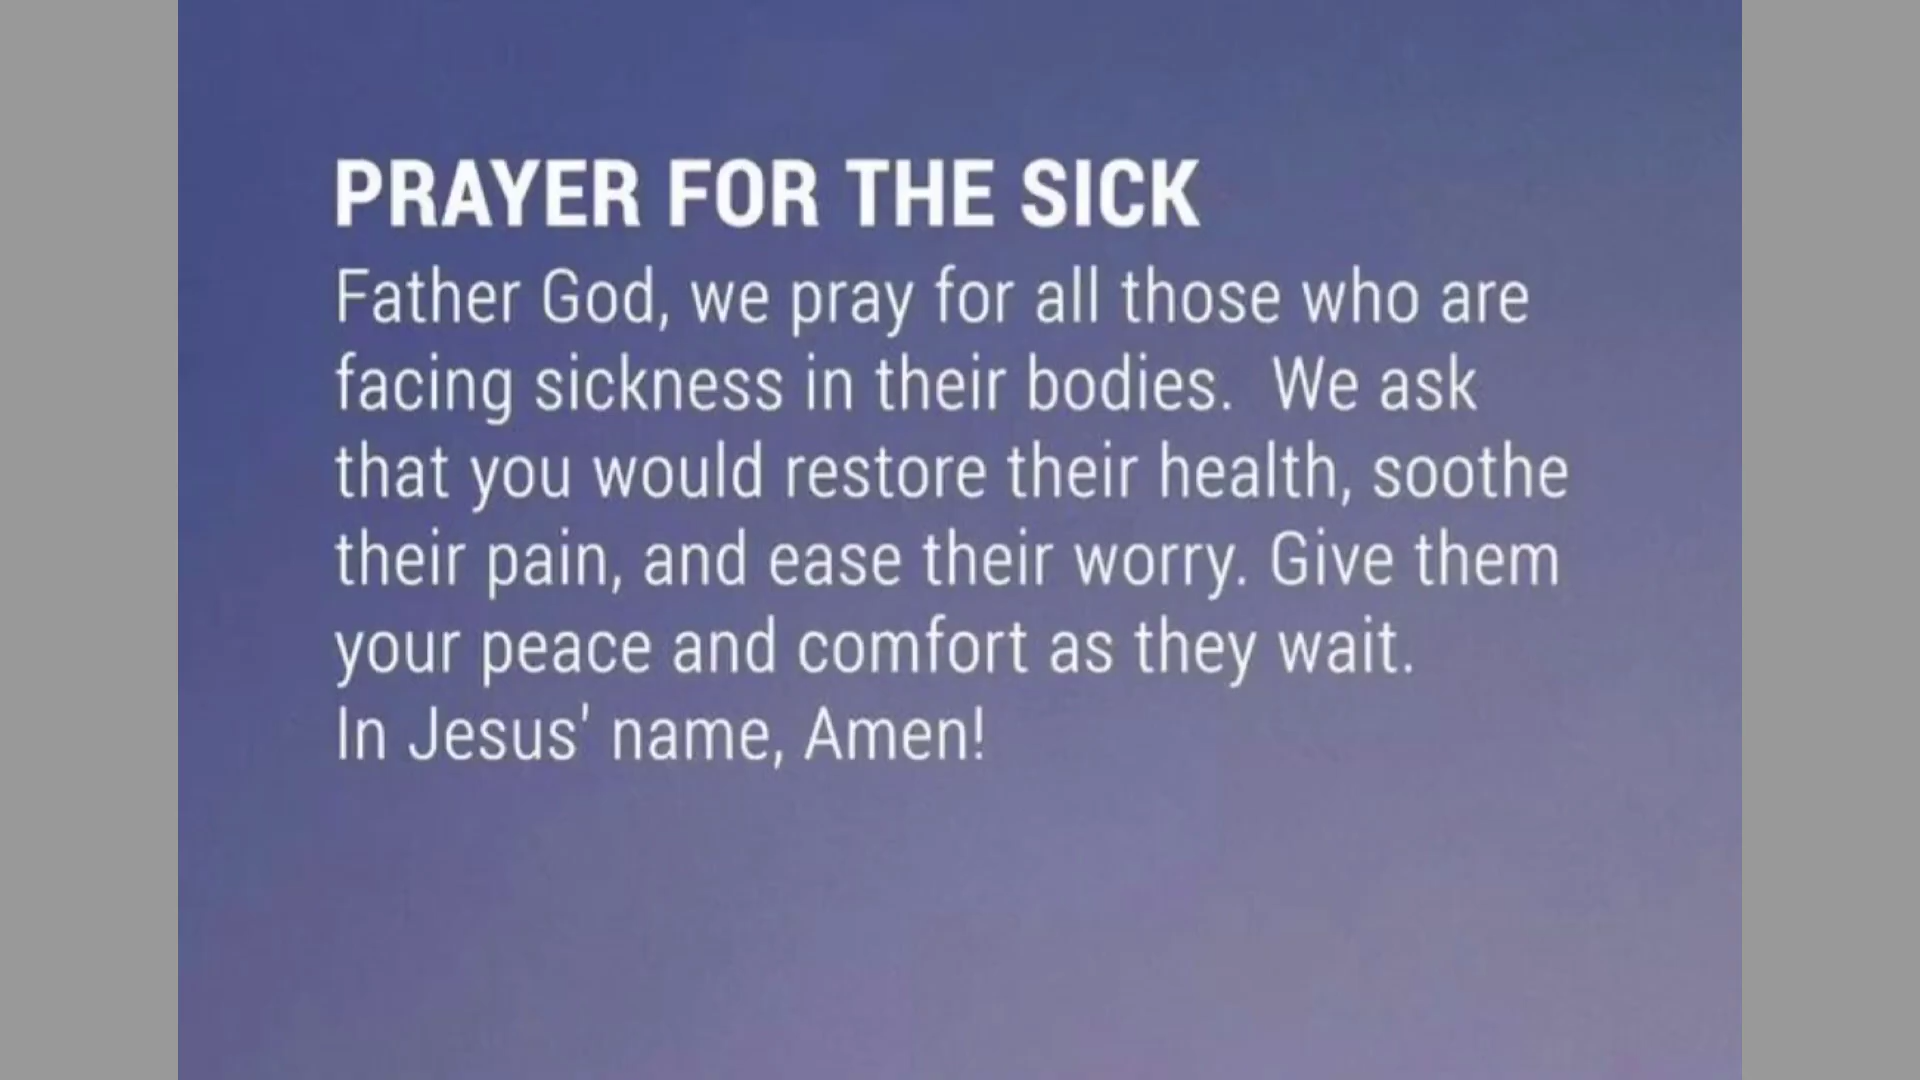 PRAYER FOR THE SICK
Father God, we pray for all those who are
facing sickness in their bodies.  We ask
that you would restore their health, soothe
their pain, and ease their worry. Give them
your peace and comfort as they wait.
In Jesus' name, Amen!